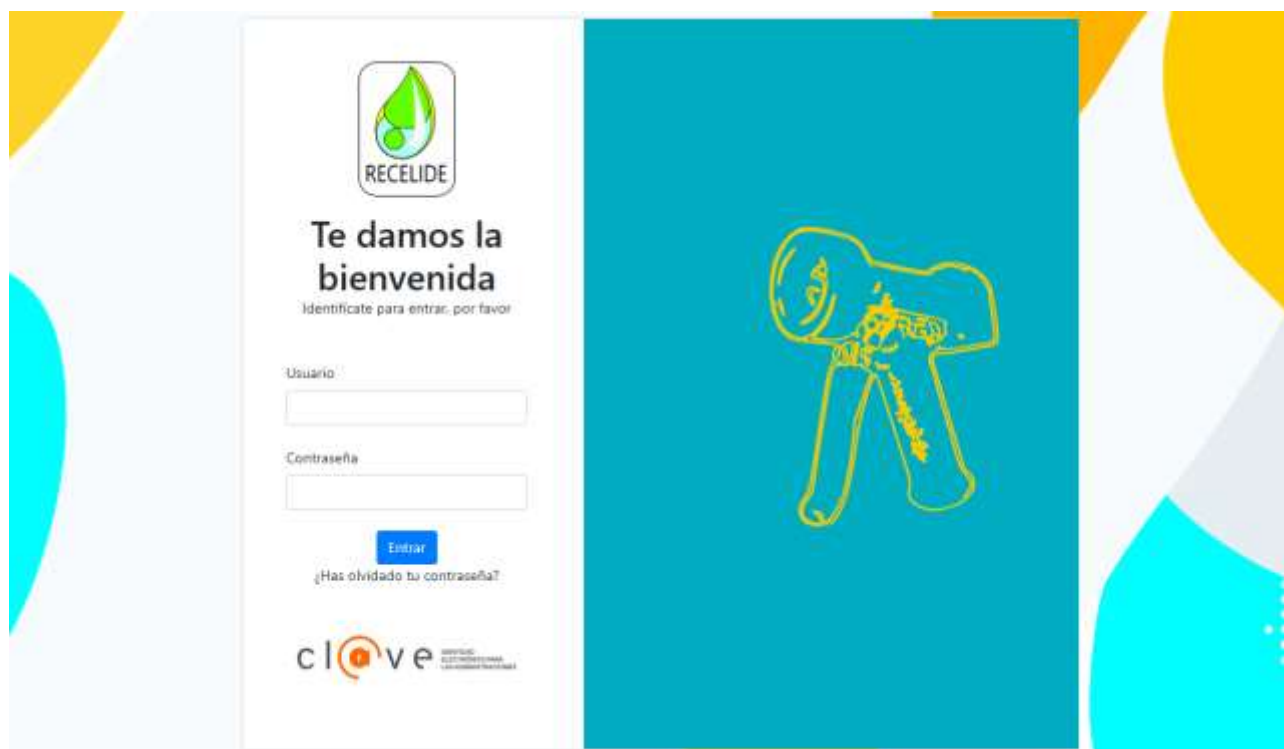 RECELIDE
Te damos la
bienvenida
Identifícate para entrar, por favor
Usuario
Contraseña
Entrar
¿Has olvidado tu contraseña?
cl@ve